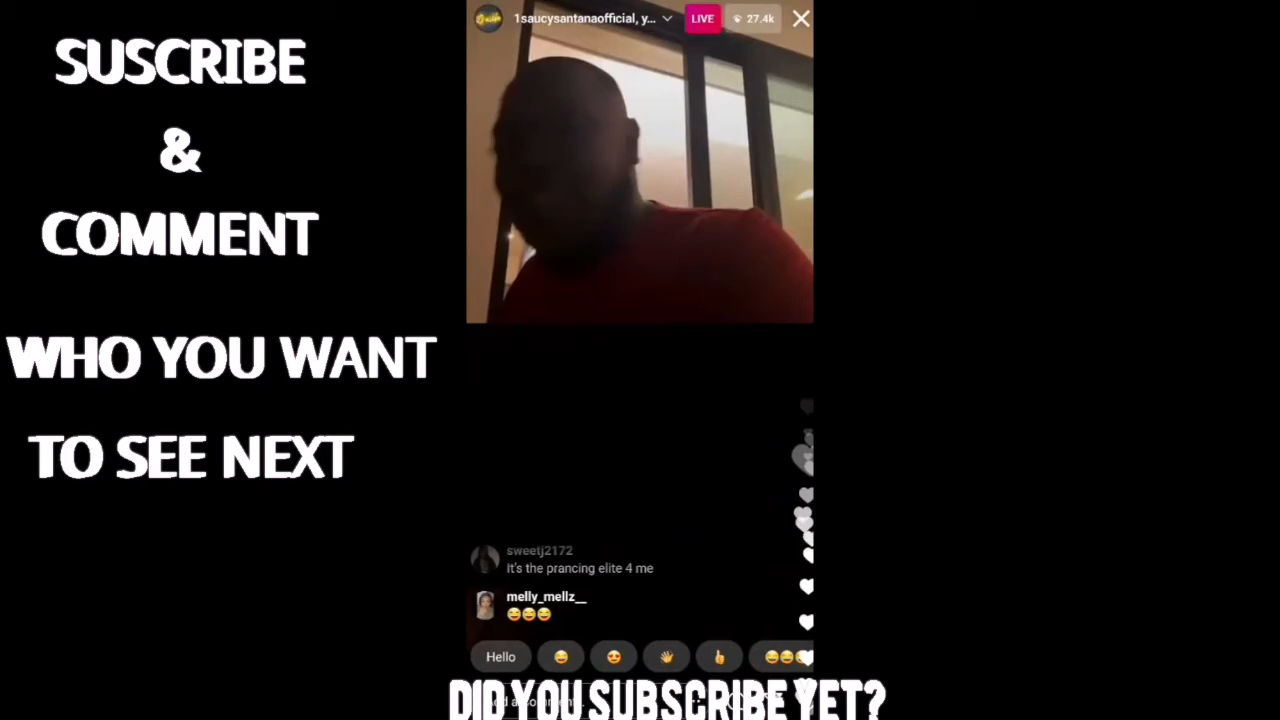 SUSCRIBE
&
COMMENT
WHO YOU WANT
TO SEE NEXT
1saucysantanaofficial, y...
LIVE
27.4k
sweetj2172
It's the prancing elite 4 me
melly_mellz__
😅😅😅
Hello 😅 😍 👋 👍 😂😂
DID YOU SUBSCRIBE YET?